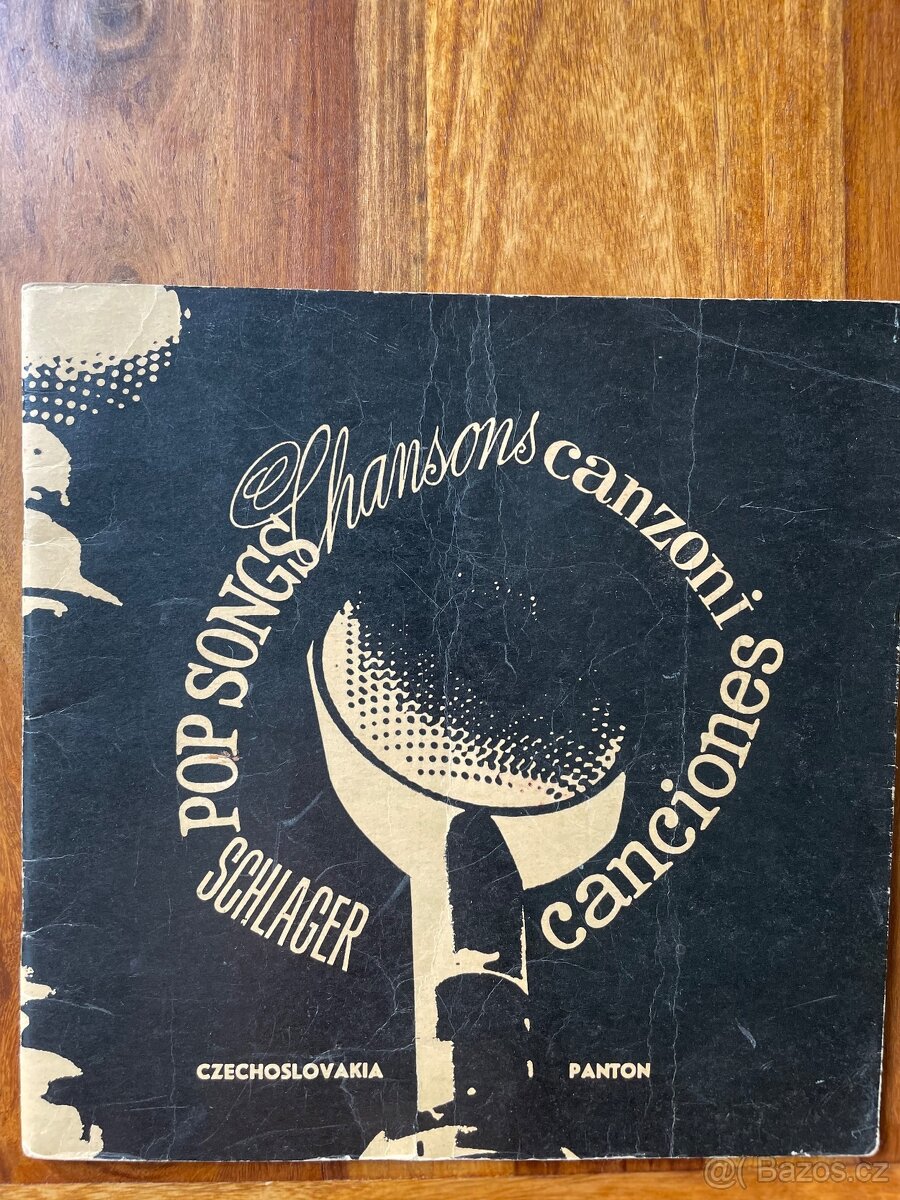 SCHLAGER
POP SONGS
Chansons
canzoni
canciones
CZECHOSLOVAKIA
PANTON
@( Bazos.cz